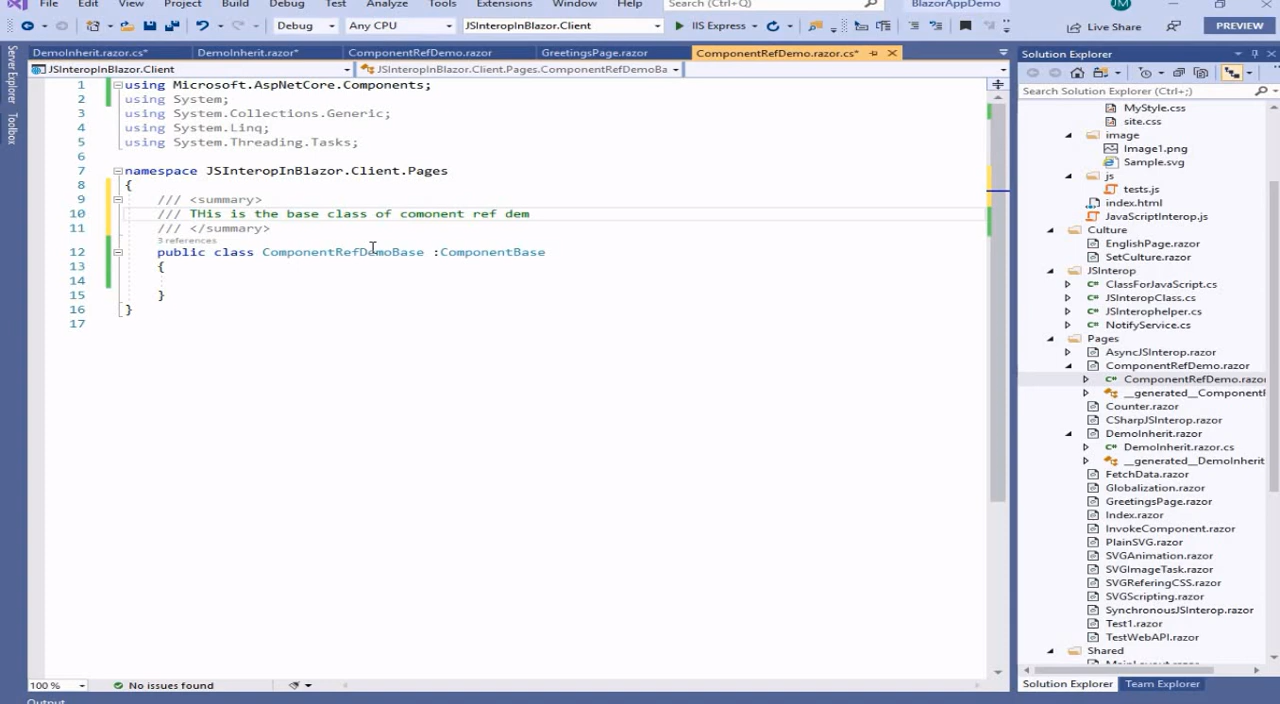 File Edit View Project Build Debug Test Analyze Tools Extensions Window Help Search (Ctrl+Q) BlazorAppDemo JM
Debug Any CPU JSInteropInBlazor.Client IIS Express Live Share PREVIEW
Server Explorer
Toolbox
DemoInherit.razor.cs* DemoInherit.razor* ComponentRefDemo.razor GreetingsPage.razor ComponentRefDemo.razor.cs*
JSInteropInBlazor.Client JSInteropInBlazor.Client.Pages.ComponentRefDemoBa
1 using Microsoft.AspNetCore.Components;
2 using System;
3 using System.Collections.Generic;
4 using System.Linq;
5 using System.Threading.Tasks;
6
7 namespace JSInteropInBlazor.Client.Pages
8 {
9 /// <summary>
10 /// THis is the base class of comonent ref dem
11 /// </summary>
3 references
12 public class ComponentRefDemoBase :ComponentBase
13 {
14
15 }
16 }
17
100 % No issues found
Output
Solution Explorer
Search Solution Explorer (Ctrl+;)
MyStyle.css
site.css
image
Image1.png
Sample.svg
js
tests.js
index.html
JavaScriptInterop.js
Culture
EnglishPage.razor
SetCulture.razor
JSInterop
ClassForJavaScript.cs
JSInteropClass.cs
JSInterophelper.cs
NotifyService.cs
Pages
AsyncJSInterop.razor
ComponentRefDemo.razor
ComponentRefDemo.razor
__generated__ComponentI
Counter.razor
CSharpJSInterop.razor
DemoInherit.razor
DemoInherit.razor.cs
__generated__DemoInherit
FetchData.razor
Globalization.razor
GreetingsPage.razor
Index.razor
InvokeComponent.razor
PlainSVG.razor
SVGAnimation.razor
SVGImageTask.razor
SVGReferingCSS.razor
SVGScripting.razor
SynchronousJSInterop.razor
Test1.razor
TestWebAPI.razor
Shared
MainLayout.razor
Solution Explorer Team Explorer